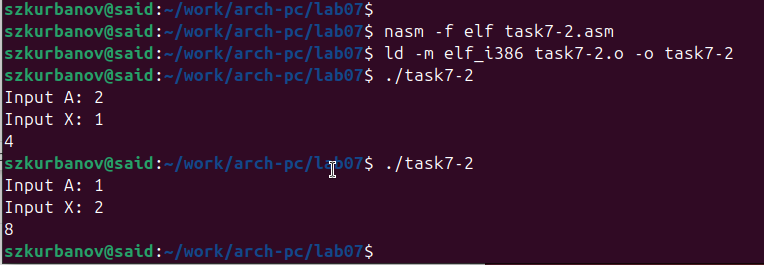 szkurbanov@said:~/work/arch-pc/lab07$
szkurbanov@said:~/work/arch-pc/lab07$ nasm -f elf task7-2.asm
szkurbanov@said:~/work/arch-pc/lab07$ ld -m elf_i386 task7-2.o -o task7-2
szkurbanov@said:~/work/arch-pc/lab07$ ./task7-2
Input A: 2
Input X: 1
4
szkurbanov@said:~/work/arch-pc/lab07$ ./task7-2
Input A: 1
Input X: 2
8
szkurbanov@said:~/work/arch-pc/lab07$